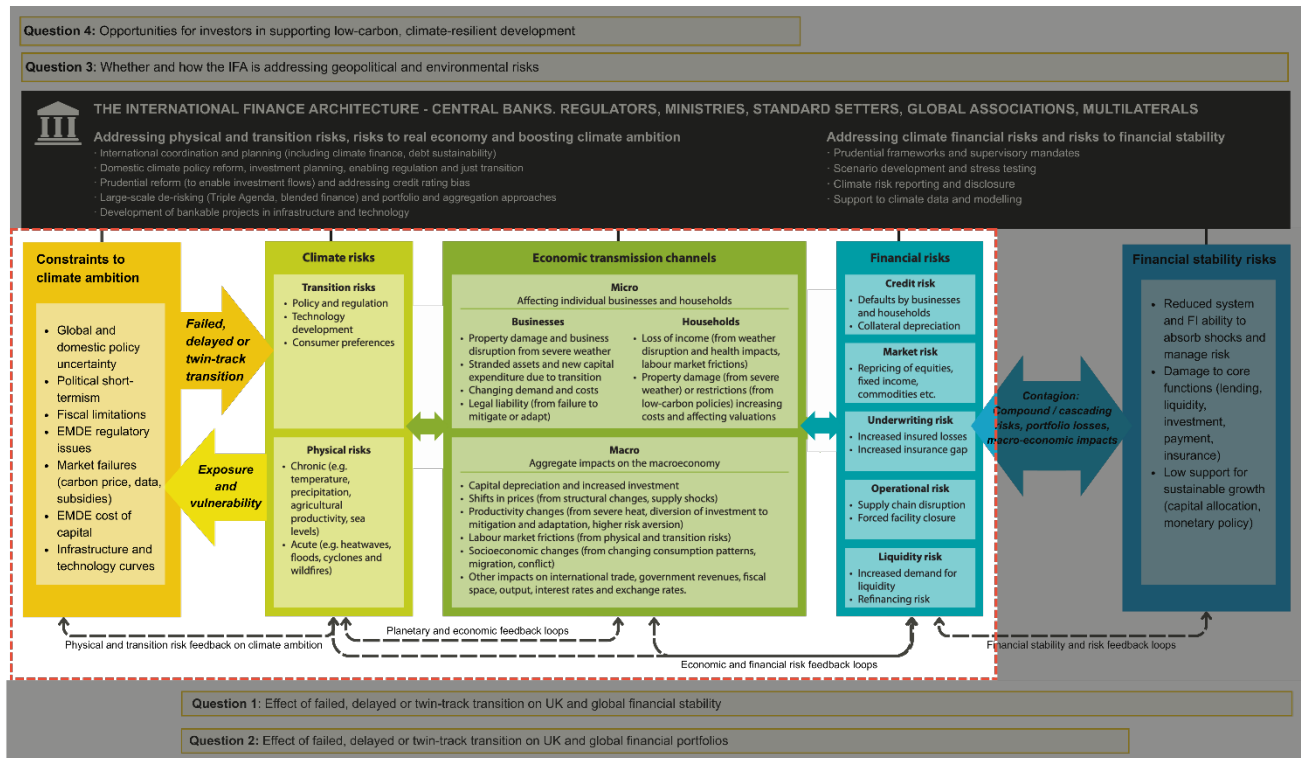 Question 4: Opportunities for investors in supporting low-carbon, climate-resilient development
Question 3: Whether and how the IFA is addressing geopolitical and environmental risks
THE INTERNATIONAL FINANCE ARCHITECTURE - CENTRAL BANKS. REGULATORS, MINISTRIES, STANDARD SETTERS, GLOBAL ASSOCIATIONS, MULTILATERALS
Addressing physical and transition risks, risks to real economy and boosting climate ambition
· International coordination and planning (including climate finance, debt sustainability)
· Domestic climate policy reform, investment planning, enabling regulation and just transition
· Prudential reform (to enable investment flows) and addressing credit rating bias
· Large-scale de-risking (Triple Agenda, blended finance) and portfolio and aggregation approaches
· Development of bankable projects in infrastructure and technology
Addressing climate financial risks and risks to financial stability
· Prudential frameworks and supervisory mandates
· Scenario development and stress testing
· Climate risk reporting and disclosure
· Support to climate data and modelling
Constraints to
climate ambition
• Global and
domestic policy
uncertainty
• Political short-
termism
• Fiscal limitations
• EMDE regulatory
issues
• Market failures
(carbon price, data,
subsidies)
• EMDE cost of
capital
• Infrastructure and
technology curves
Failed,
delayed or
twin-track
transition
Exposure
and
vulnerability
Climate risks
Transition risks
• Policy and regulation
• Technology
development
• Consumer preferences
Physical risks
• Chronic (e.g.
temperature,
precipitation,
agricultural
productivity, sea
levels)
• Acute (e.g. heatwaves,
floods, cyclones and
wildfires)
Economic transmission channels
Micro
Affecting individual businesses and households
Businesses
• Property damage and business
disruption from severe weather
• Stranded assets and new capital
expenditure due to transition
• Changing demand and costs
• Legal liability (from failure to
mitigate or adapt)
Households
• Loss of income (from weather
disruption and health impacts,
labour market frictions)
• Property damage (from severe
weather) or restrictions (from
low-carbon policies) increasing
costs and affecting valuations
Macro
Aggregate impacts on the macroeconomy
• Capital depreciation and increased investment
• Shifts in prices (from structural changes, supply shocks)
• Productivity changes (from severe heat, diversion of investment to
mitigation and adaptation, higher risk aversion)
• Labour market frictions (from physical and transition risks)
• Socioeconomic changes (from changing consumption patterns,
migration, conflict)
• Other impacts on international trade, government revenues, fiscal
space, output, interest rates and exchange rates.
Financial risks
Credit risk
• Defaults by businesses
and households
• Collateral depreciation
Market risk
• Repricing of equities,
fixed income,
commodities etc.
Underwriting risk
• Increased insured losses
• Increased insurance gap
Operational risk
• Supply chain disruption
• Forced facility closure
Liquidity risk
• Increased demand for
liquidity
• Refinancing risk
Contagion:
Compound / cascading
risks, portfolio losses,
macro-economic impacts
Financial stability risks
• Reduced system
and FI ability to
absorb shocks and
manage risk
• Damage to core
functions (lending,
liquidity,
investment,
payment,
insurance)
• Low support for
sustainable growth
(capital allocation,
monetary policy)
Physical and transition risk feedback on climate ambition
Planetary and economic feedback loops
Economic and financial risk feedback loops
Financial stability and risk feedback loops
Question 1: Effect of failed, delayed or twin-track transition on UK and global financial stability
Question 2: Effect of failed, delayed or twin-track transition on UK and global financial portfolios